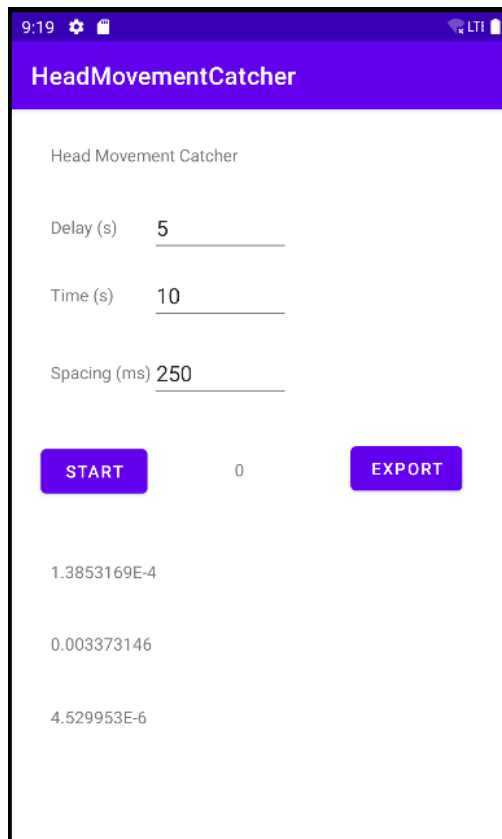 9:19 LTE
HeadMovementCatcher
Head Movement Catcher
Delay (s) 5
Time (s) 10
Spacing (ms) 250
START 0 EXPORT
1.3853169E-4
0.003373146
4.529953E-6